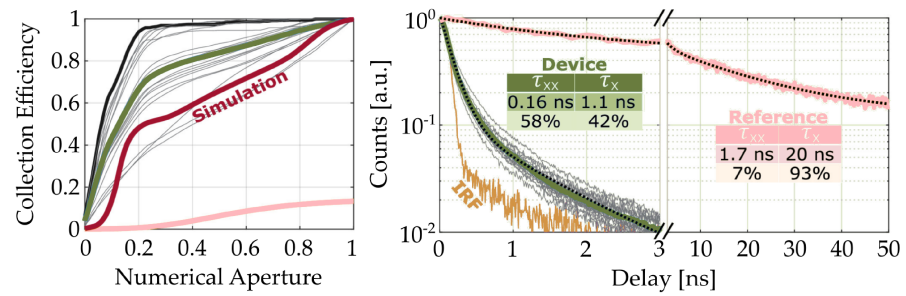 Collection Efficiency
1
0.8
0.6
0.4
0.2
0
0 0.2 0.4 0.6 0.8 1
Numerical Aperture
Simulation
Counts [a.u.]
10⁰
10⁻¹
10⁻²
Device
τxx τx
0.16 ns 1.1 ns
58% 42%
IRF
Reference
τxx τx
1.7 ns 20 ns
7% 93%
0 1 2 3 10 20 30 40 50
Delay [ns]